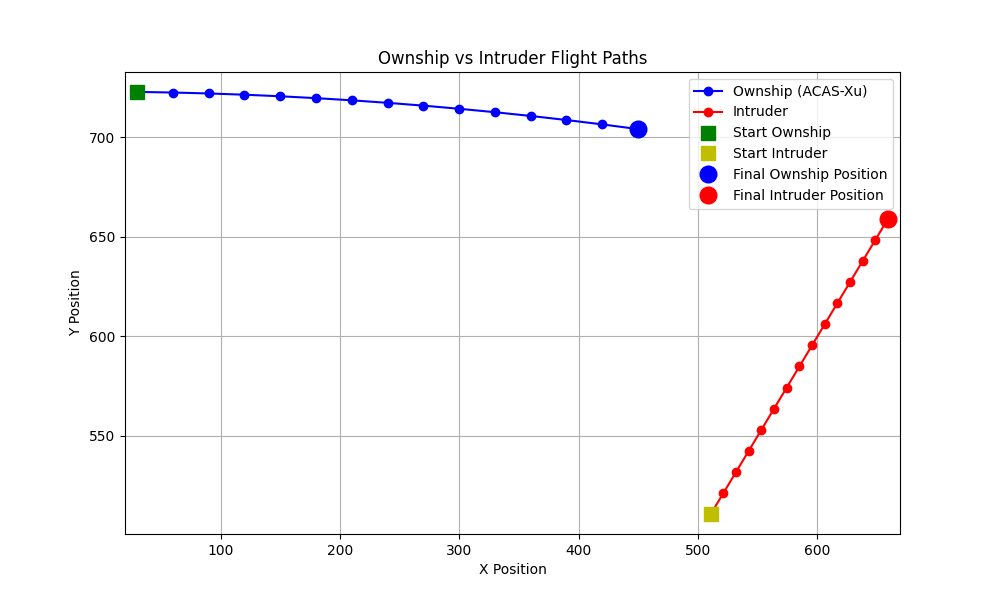 Ownship vs Intruder Flight Paths
Ownship (ACAS-Xu)
Intruder
Start Ownship
Start Intruder
Final Ownship Position
Final Intruder Position
700
650
600
550
Y Position
100 200 300 400 500 600
X Position